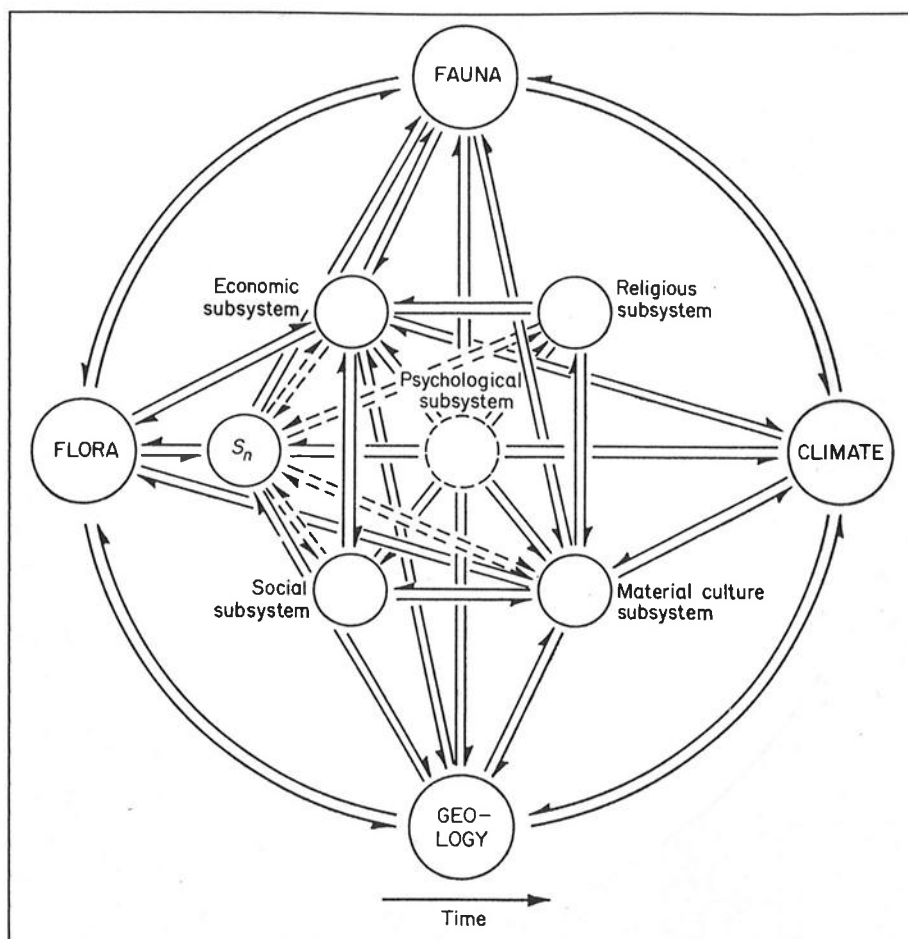 FAUNA
Economic
subsystem
Religious
subsystem
Psychological
subsystem
FLORA
Sn
CLIMATE
Social
subsystem
Material culture
subsystem
GEO-
LOGY
Time